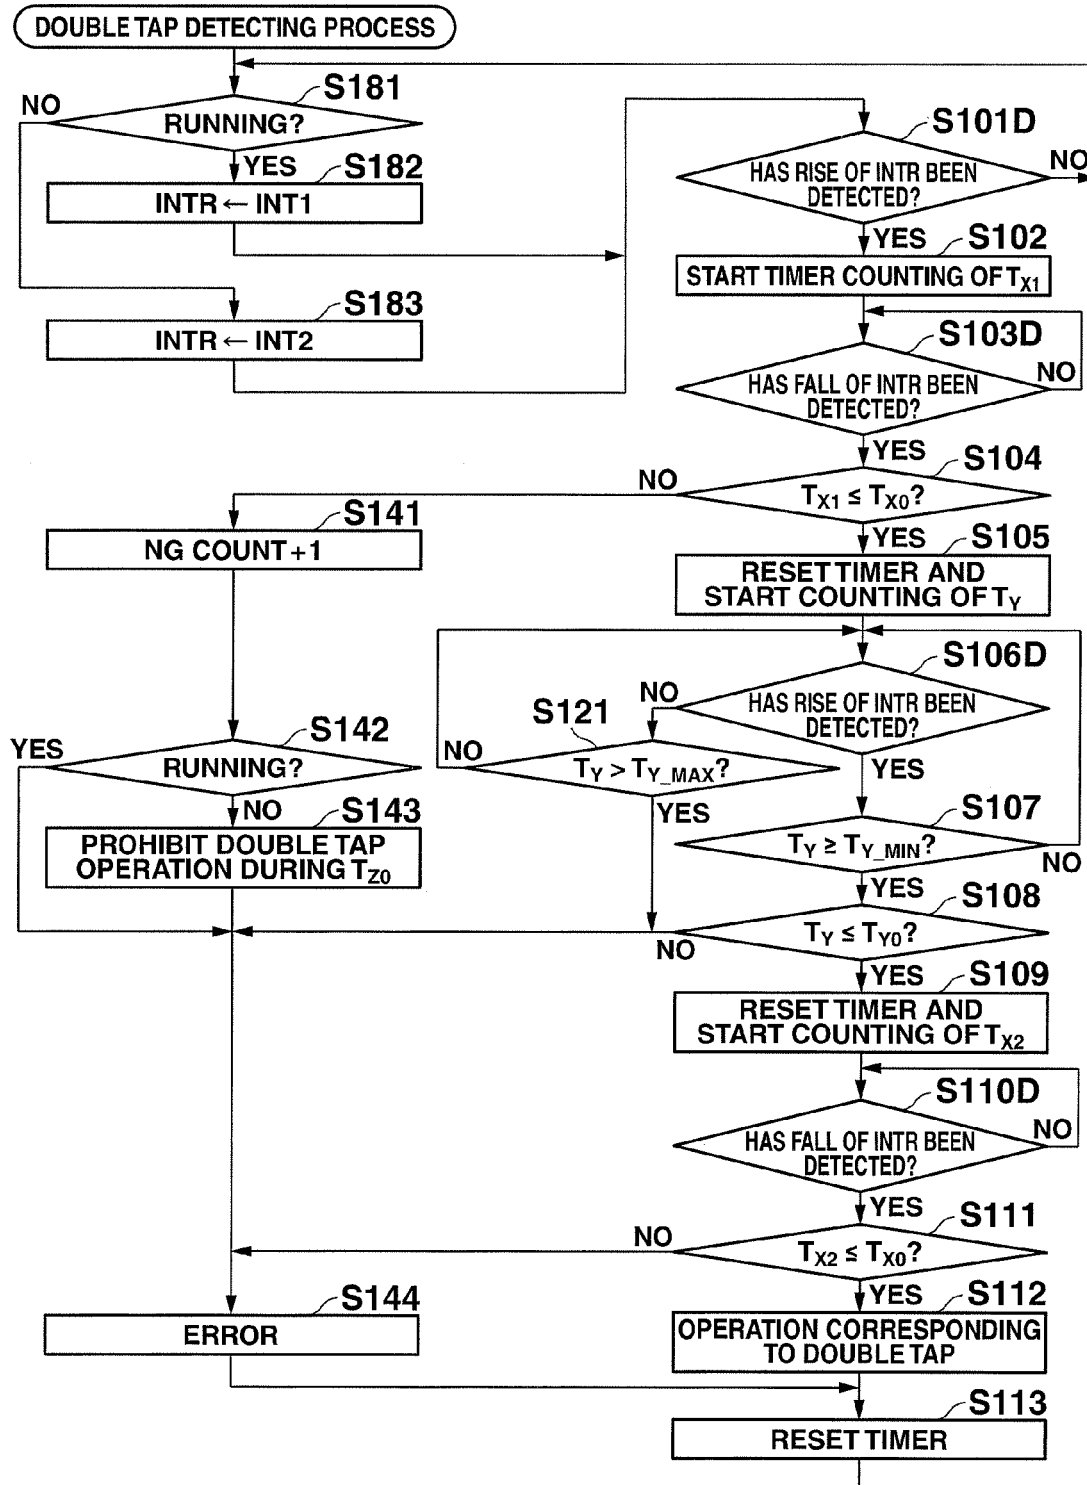 DOUBLE TAP DETECTING PROCESS
S181
NO
RUNNING?
YES
S182
INTR ← INT1
S183
INTR ← INT2
S101D
HAS RISE OF INTR BEEN
DETECTED?
NO
YES
S102
START TIMER COUNTING OF TX1
S103D
HAS FALL OF INTR BEEN
DETECTED?
NO
YES
S104
NO
TX1 ≤ TX0?
YES
S141
NG COUNT+1
S105
RESET TIMER AND
START COUNTING OF TY
S106D
NO
HAS RISE OF INTR BEEN
DETECTED?
YES
S121
NO
TY > TY_MAX?
YES
S142
YES
RUNNING?
NO
S143
PROHIBIT DOUBLE TAP
OPERATION DURING TZ0
S107
TY ≥ TY_MIN?
NO
YES
S108
TY ≤ TY0?
NO
YES
S109
RESET TIMER AND
START COUNTING OF TX2
S110D
HAS FALL OF INTR BEEN
DETECTED?
NO
YES
S111
NO
TX2 ≤ TX0?
YES
S144
ERROR
S112
OPERATION CORRESPONDING
TO DOUBLE TAP
S113
RESET TIMER